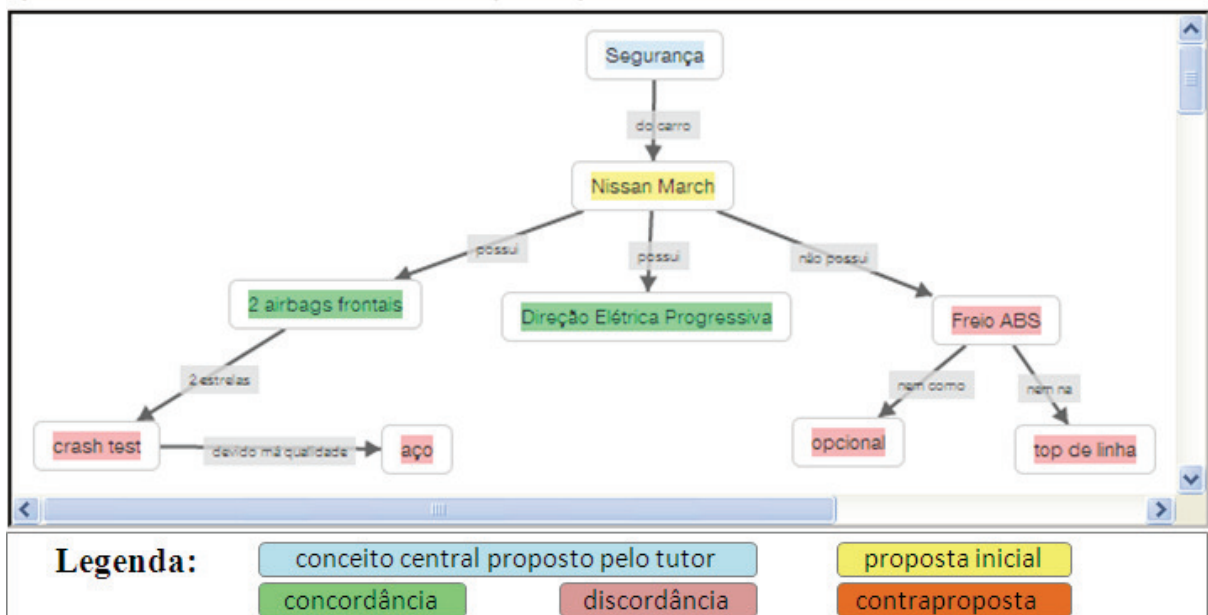 Segurança
do carro
Nissan March
possui
possui
não possui
2 airbags frontais
Direção Elétrica Progressiva
Freio ABS
2 estrelas
nem como
nem na
crash test
devido má qualidade
aço
opcional
top de linha
Legenda:
conceito central proposto pelo tutor
proposta inicial
concordância
discordância
contraproposta